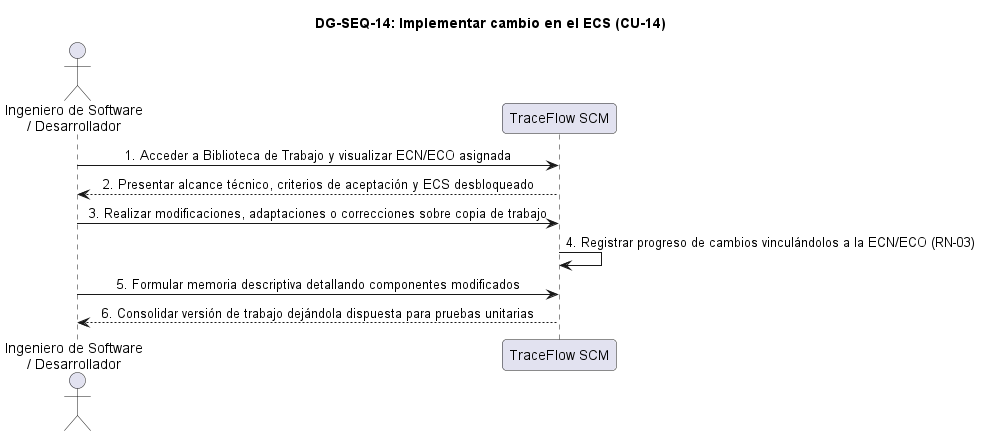 DG-SEQ-14: Implementar cambio en el ECS (CU-14)
Ingeniero de Software
/ Desarrollador
TraceFlow SCM
1. Acceder a Biblioteca de Trabajo y visualizar ECN/ECO asignada
2. Presentar alcance técnico, criterios de aceptación y ECS desbloqueado
3. Realizar modificaciones, adaptaciones o correcciones sobre copia de trabajo
4. Registrar progreso de cambios vinculándolos a la ECN/ECO (RN-03)
5. Formular memoria descriptiva detallando componentes modificados
6. Consolidar versión de trabajo dejándola dispuesta para pruebas unitarias
Ingeniero de Software
/ Desarrollador
TraceFlow SCM